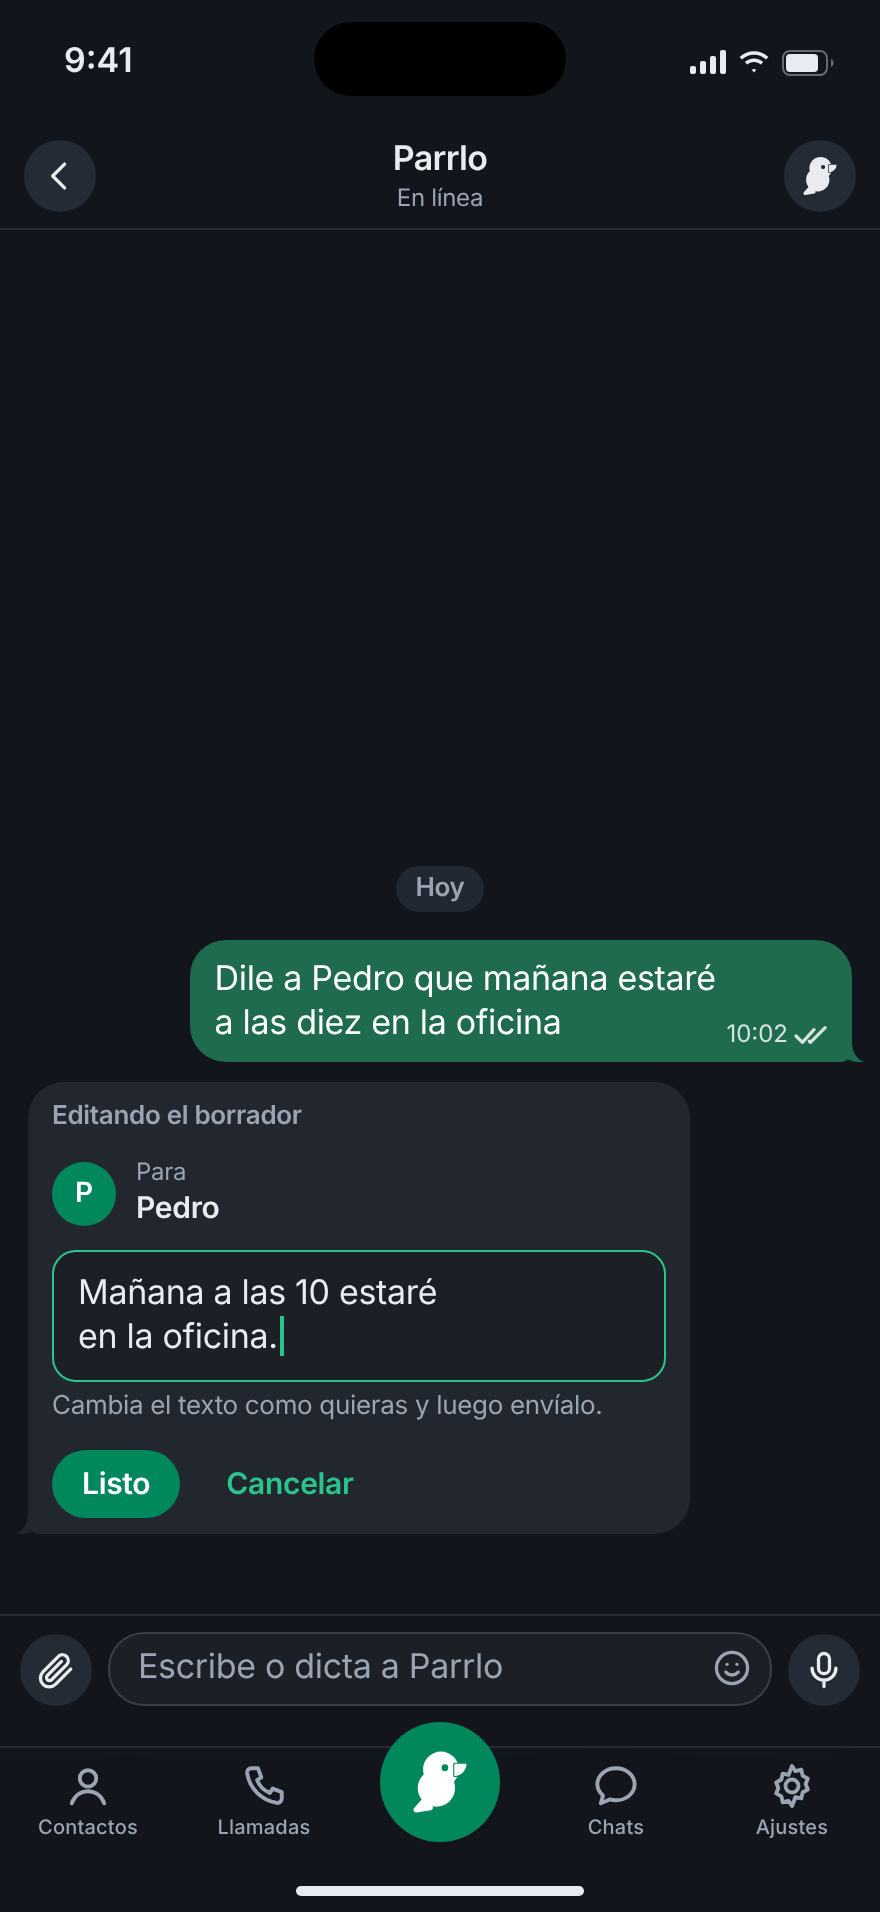 9:41
Parrlo
En línea
Hoy
Dile a Pedro que mañana estaré
a las diez en la oficina
10:02
Editando el borrador
P
Para
Pedro
Mañana a las 10 estaré
en la oficina.
Cambia el texto como quieras y luego envíalo.
Listo
Cancelar
Escribe o dicta a Parrlo
Contactos
Llamadas
Chats
Ajustes